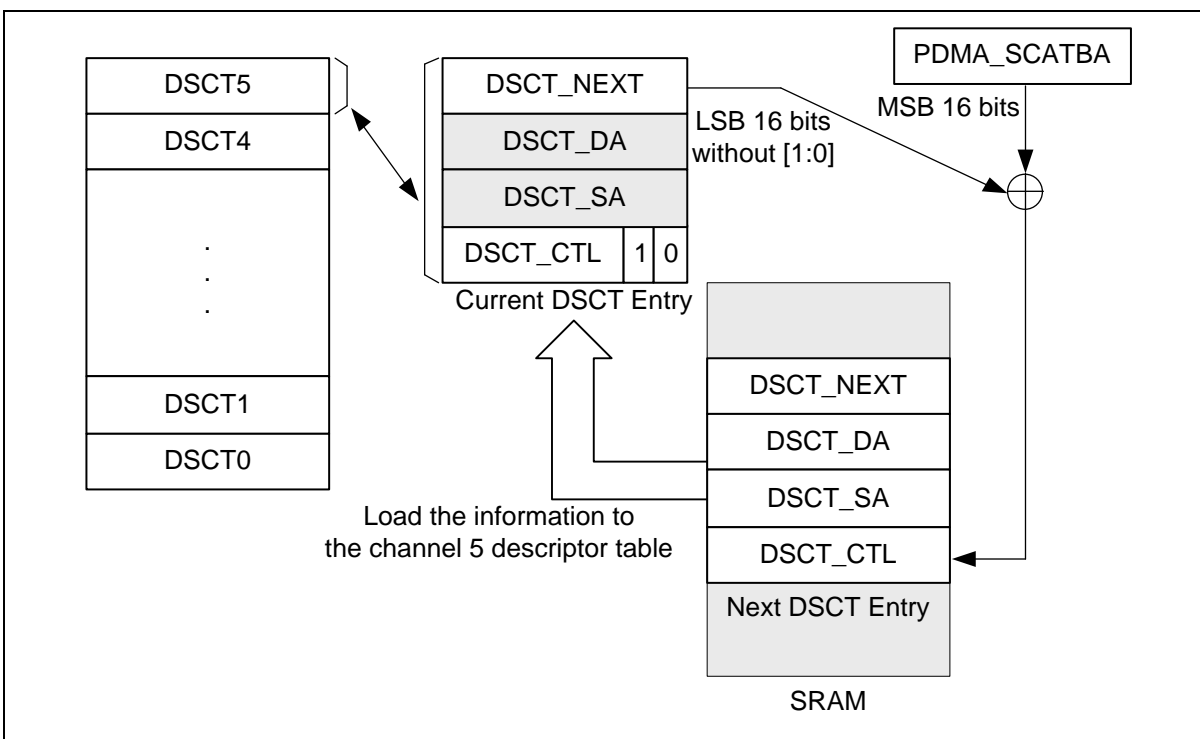 DSCT5
DSCT4
.
.
.
DSCT1
DSCT0
DSCT_NEXT
DSCT_DA
DSCT_SA
DSCT_CTL 1 0
Current DSCT Entry
LSB 16 bits
without [1:0]
PDMA_SCATBA
MSB 16 bits
Load the information to
the channel 5 descriptor table
DSCT_NEXT
DSCT_DA
DSCT_SA
DSCT_CTL
Next DSCT Entry
SRAM